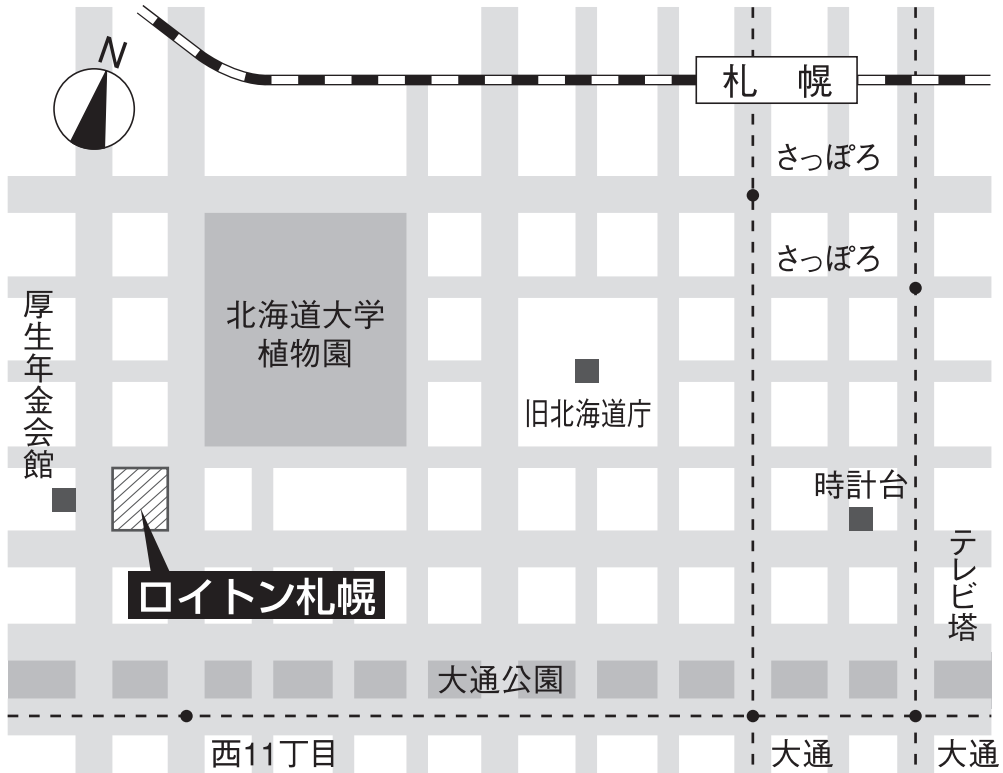 N
札 幌
さっぽろ
さっぽろ
北海道大学
植物園
厚生年金会館
旧北海道庁
時計台
テレビ塔
ロイトン札幌
大通公園
西11丁目
大通
大通